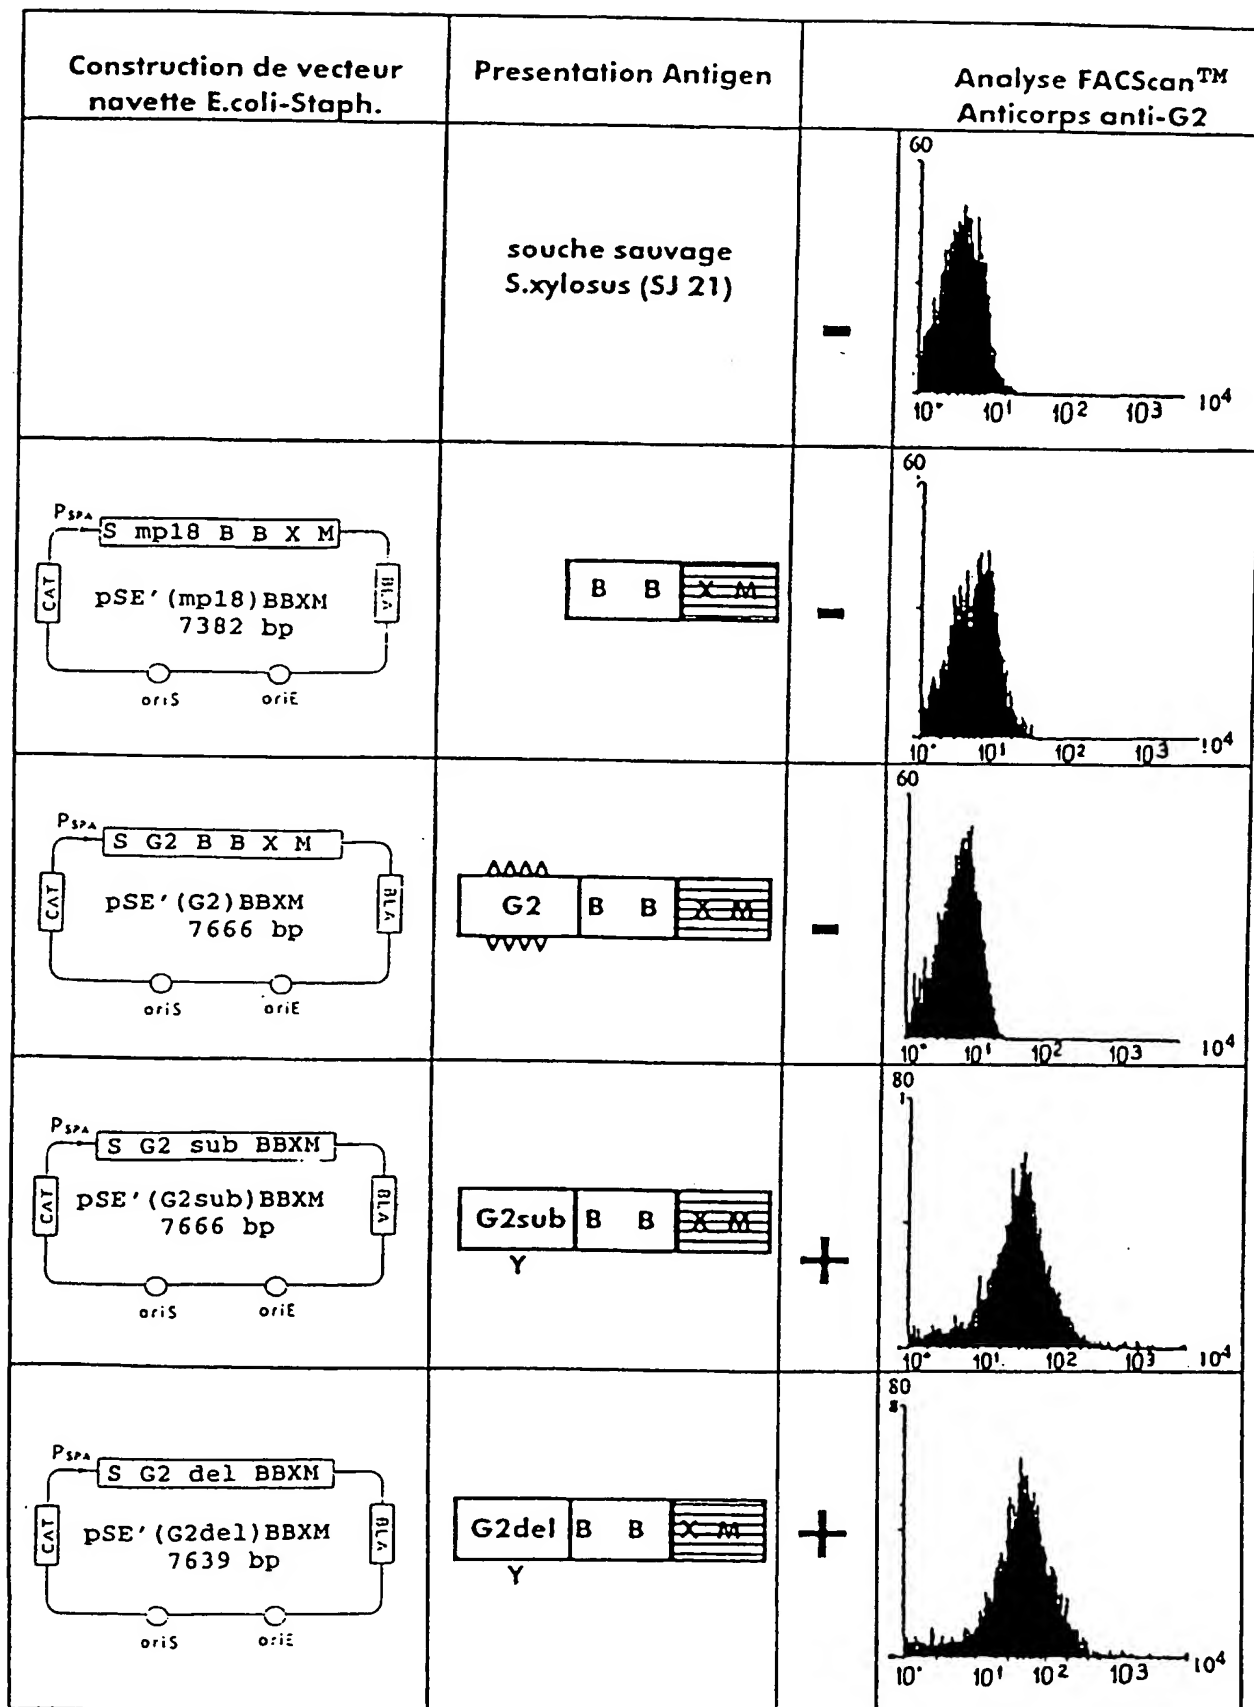 Construction de vecteur
navette E.coli-Staph.
Presentation Antigen
Analyse FACScan™
Anticorps anti-G2
souche sauvage
S.xylosus (SJ 21)
-
60
10° 10¹ 10² 10³ 10⁴
PSPA
S mp18 B B X M
CAT
BLA
pSE'(mp18)BBXM
7382 bp
oriS oriE
B B X M
-
60
10° 10¹ 10² 10³ 10⁴
PSPA
S G2 B B X M
CAT
BLA
pSE'(G2)BBXM
7666 bp
oriS oriE
G2 B B X M
-
60
10° 10¹ 10² 10³ 10⁴
PSPA
S G2 sub BBXM
CAT
BLA
pSE'(G2sub)BBXM
7666 bp
oriS oriE
G2sub B B X M
Y
+
80
10° 10¹ 10² 10³ 10⁴
PSPA
S G2 del BBXM
CAT
BLA
pSE'(G2del)BBXM
7639 bp
oriS oriE
G2del B B X M
Y
+
80
10° 10¹ 10² 10³ 10⁴